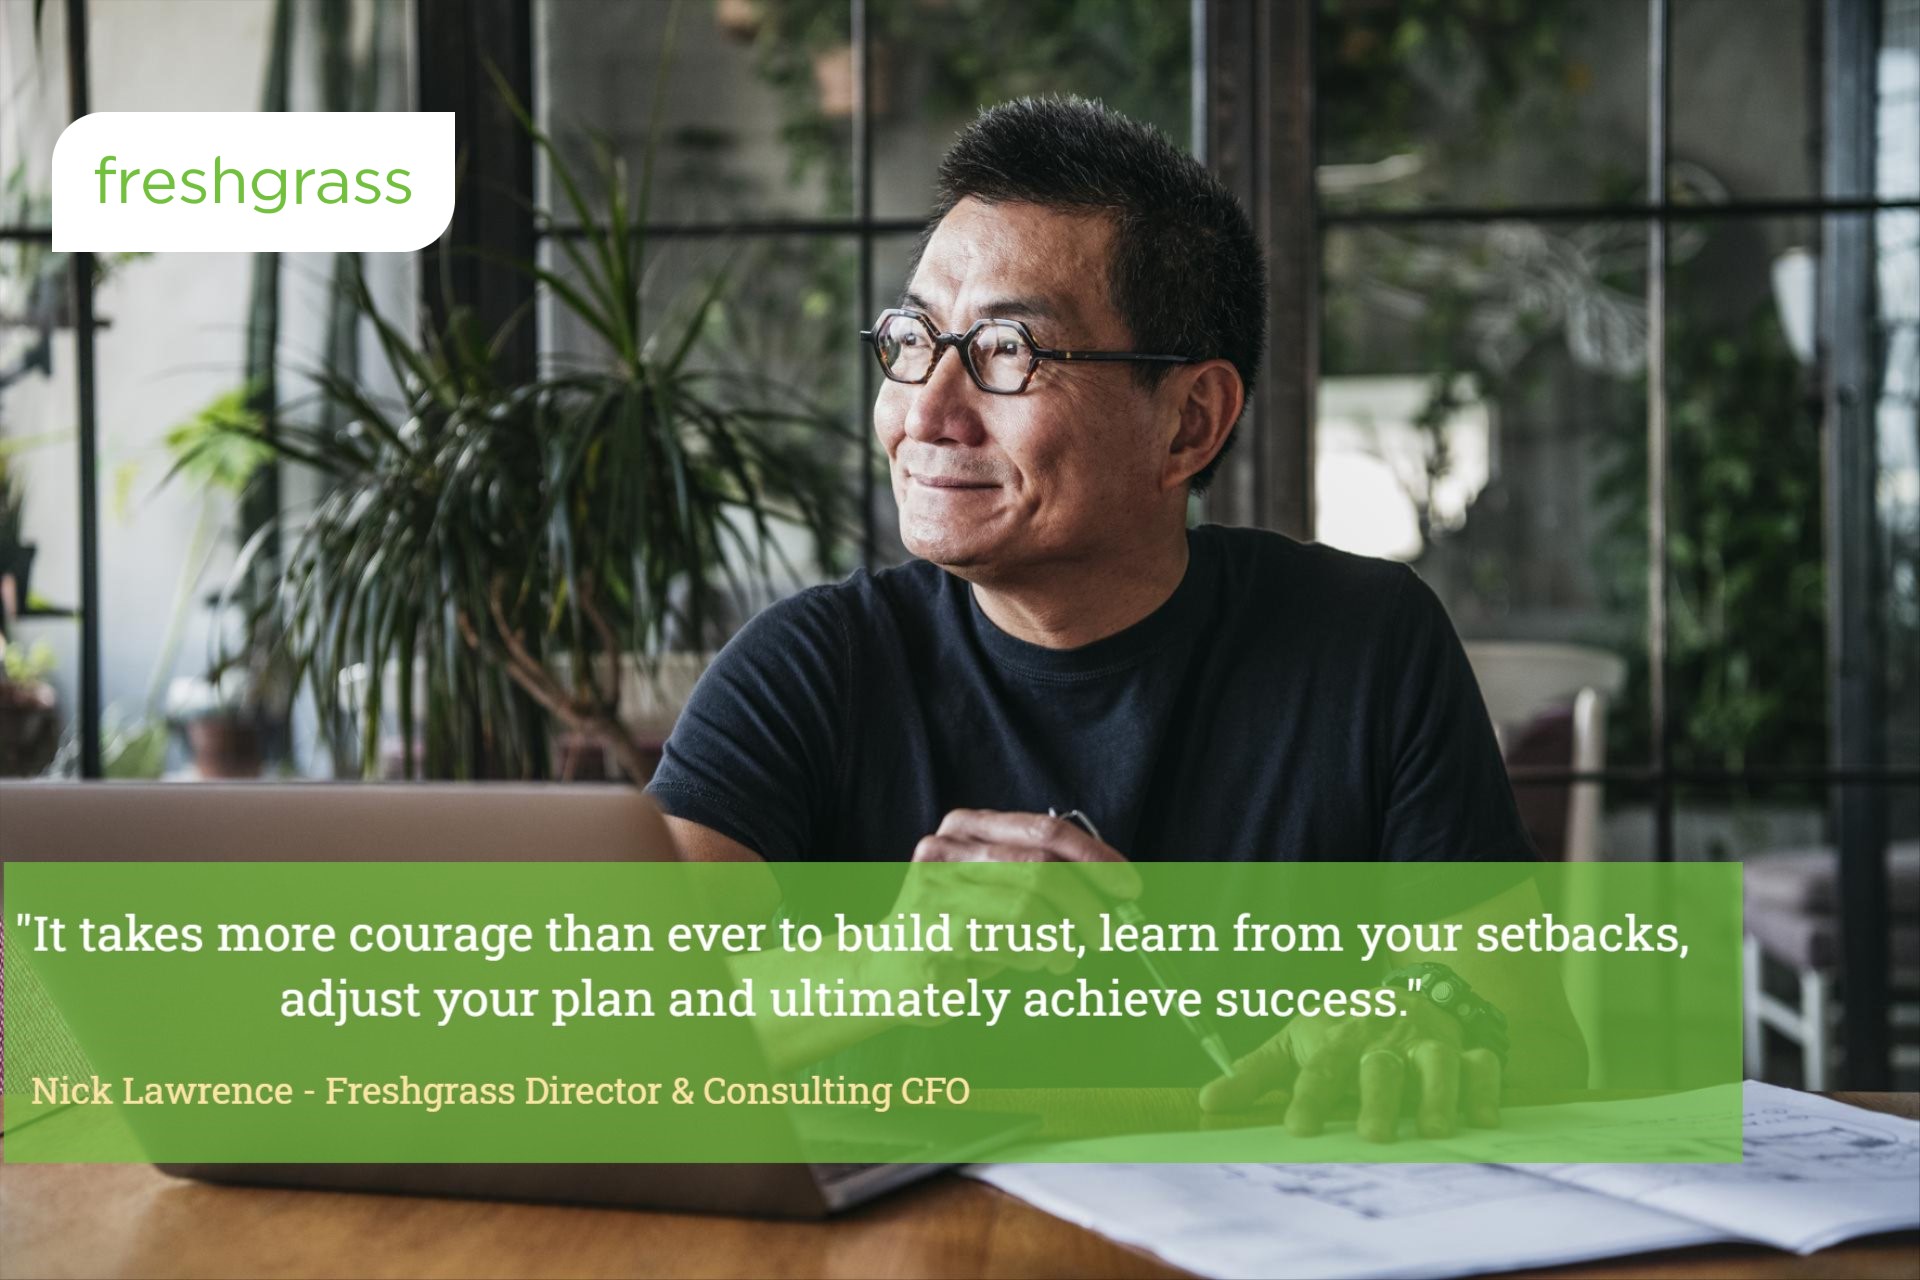 freshgrass
"It takes more courage than ever to build trust, learn from your setbacks,
adjust your plan and ultimately achieve success."
Nick Lawrence - Freshgrass Director & Consulting CFO